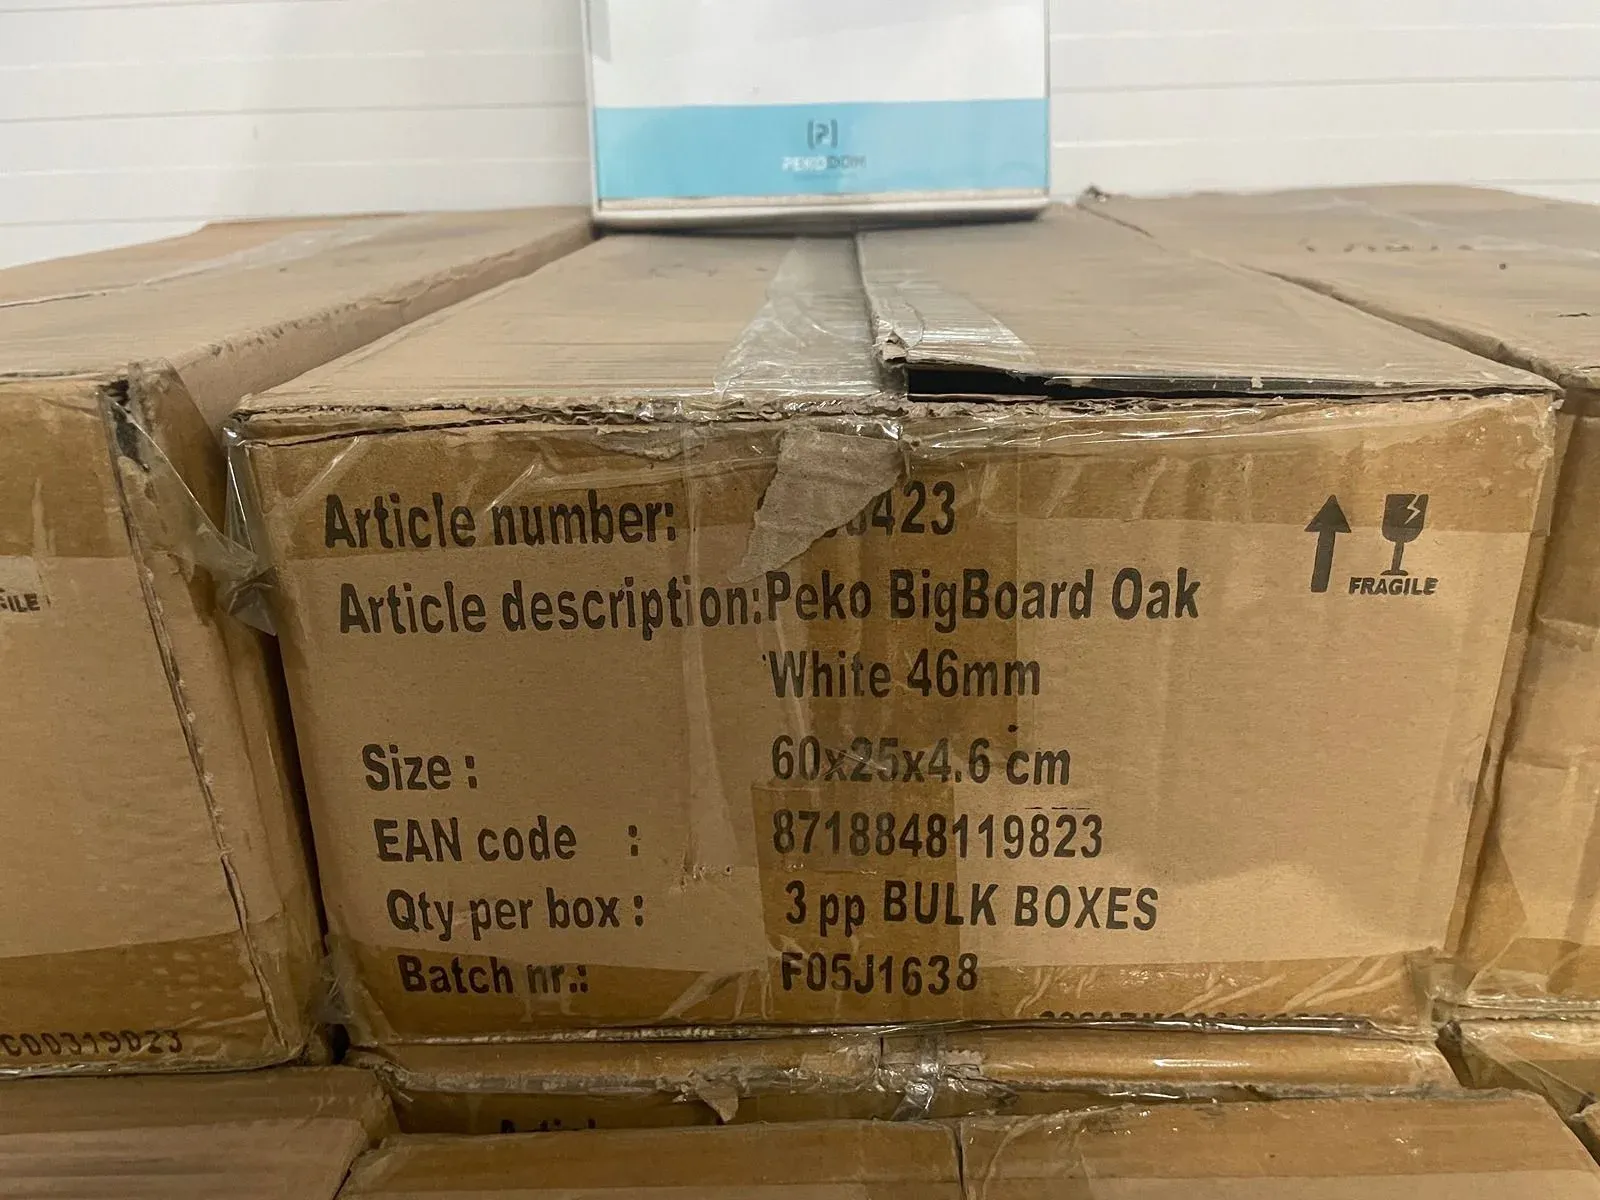 PEKODOM
Article number: 423
Article description: Peko BigBoard Oak
White 46mm
FRAGILE
Size : 60x25x4.6 cm
EAN code : 8718848119823
Qty per box : 3 pp BULK BOXES
Batch nr.: F05J1638
C00319D23